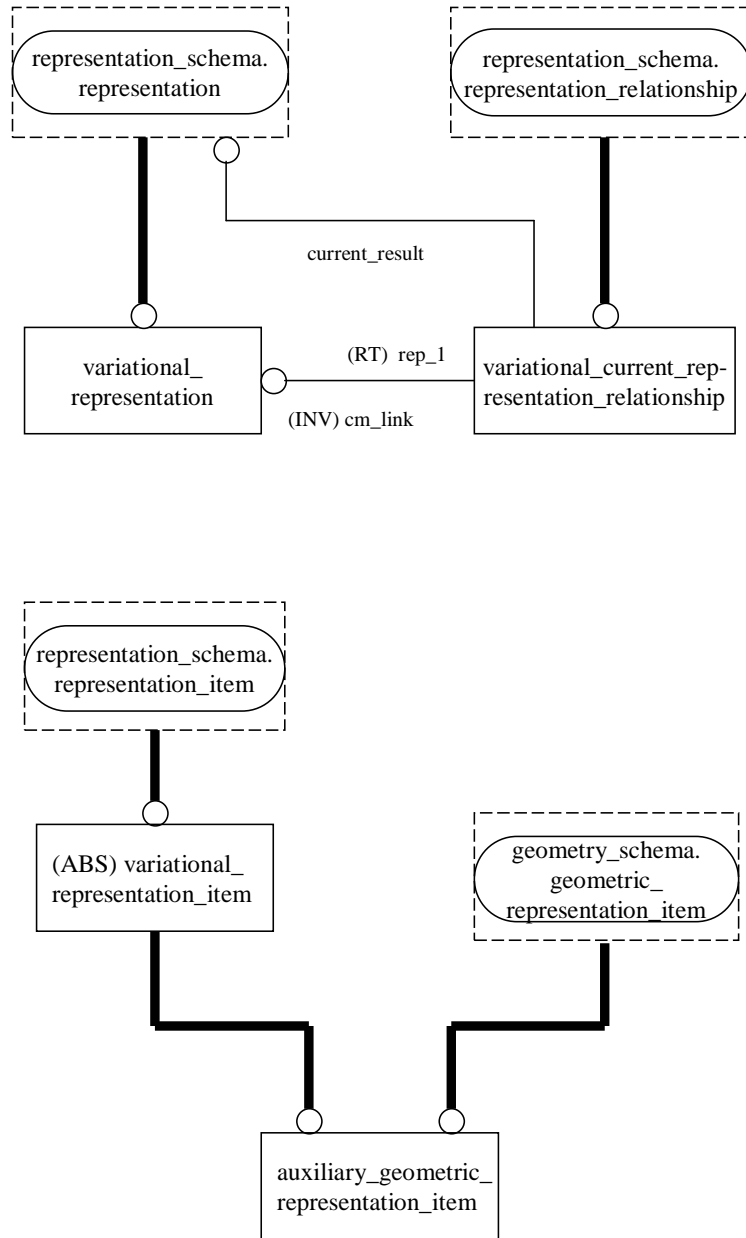 representation_schema.
representation
representation_schema.
representation_relationship
current_result
variational_
representation
(RT) rep_1
(INV) cm_link
variational_current_rep-
resentation_relationship
representation_schema.
representation_item
(ABS) variational_
representation_item
geometry_schema.
geometric_
representation_item
auxiliary_geometric_
representation_item